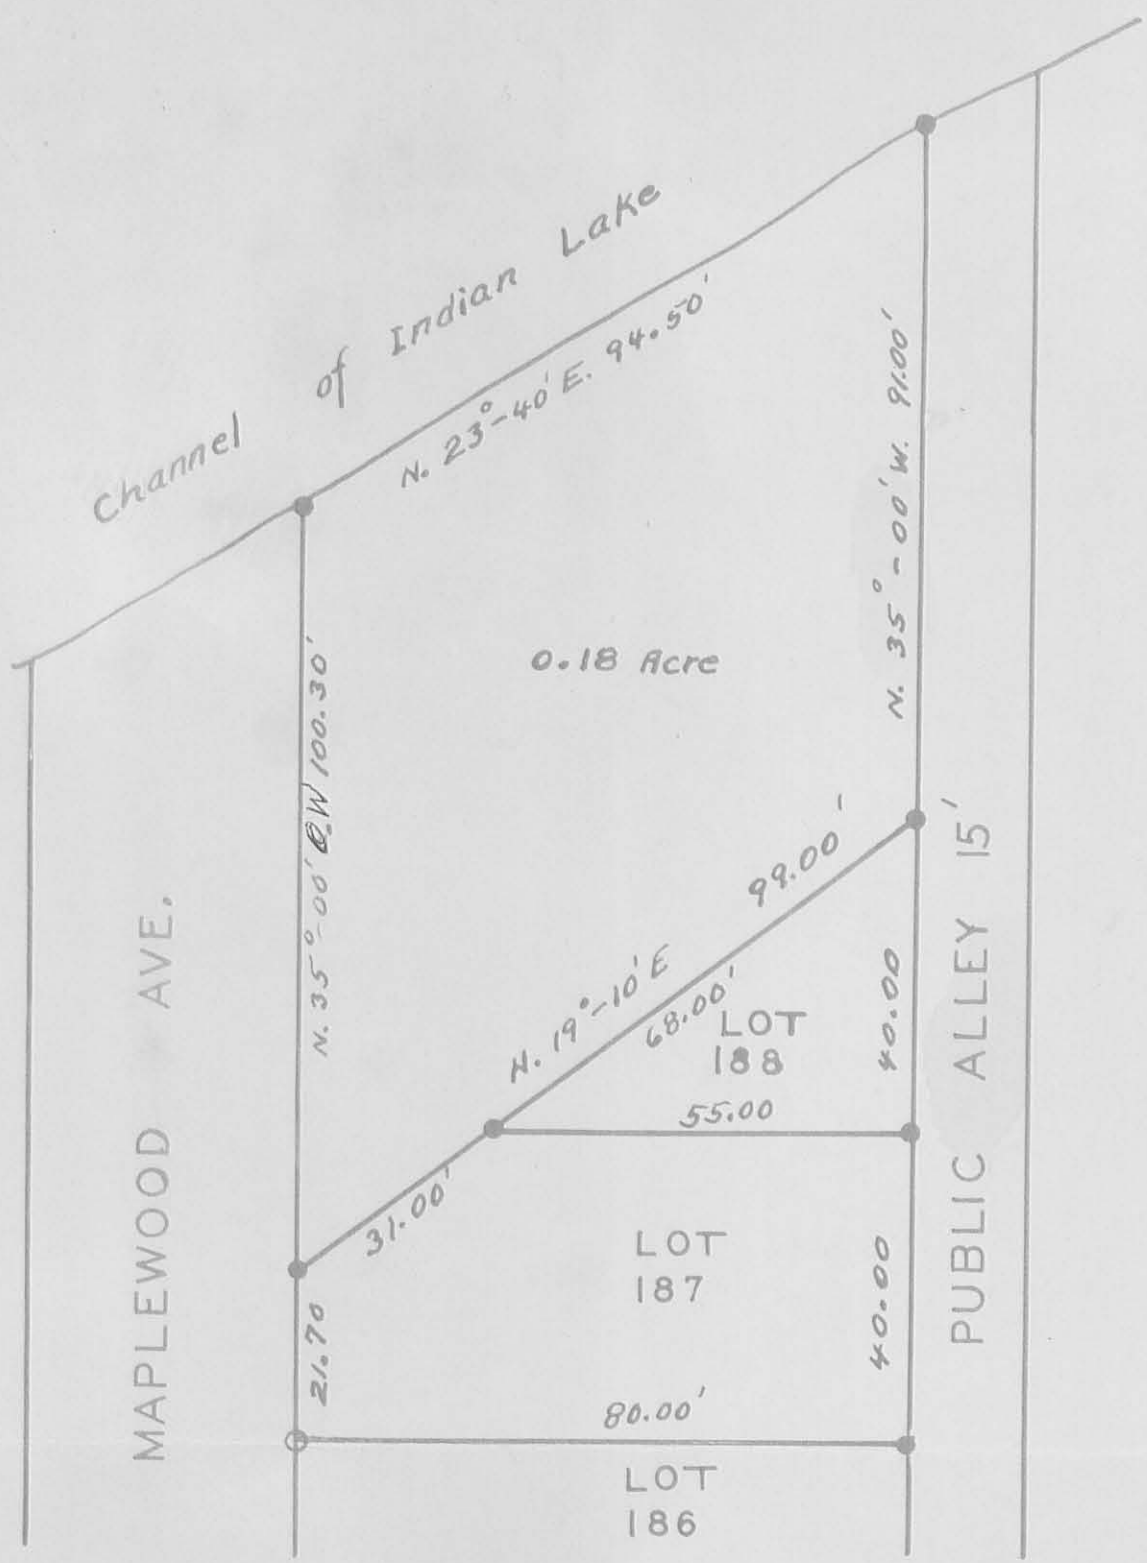 Channel of Indian Lake
N. 23°-40' E. 94.50'
N. 35°-00' W. 91.00'
0.18 Acre
N. 35°-00' W 100.30'
99.00'
N. 19°-10' E
68.00'
LOT
188
40.00
55.00
31.00'
LOT
187
40.00
21.70
80.00'
LOT
186
MAPLEWOOD AVE.
PUBLIC ALLEY 15'